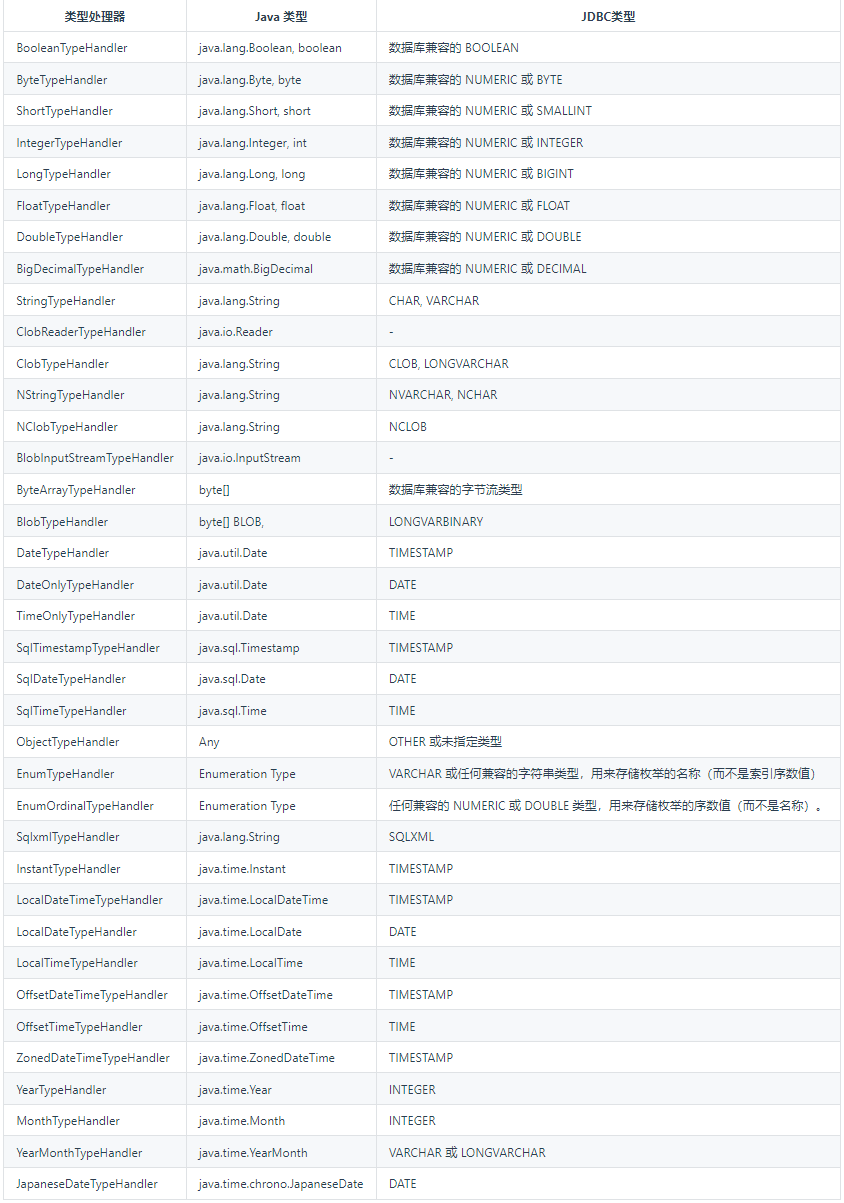 类型处理器 Java 类型 JDBC类型
BooleanTypeHandler java.lang.Boolean, boolean 数据库兼容的 BOOLEAN
ByteTypeHandler java.lang.Byte, byte 数据库兼容的 NUMERIC 或 BYTE
ShortTypeHandler java.lang.Short, short 数据库兼容的 NUMERIC 或 SMALLINT
IntegerTypeHandler java.lang.Integer, int 数据库兼容的 NUMERIC 或 INTEGER
LongTypeHandler java.lang.Long, long 数据库兼容的 NUMERIC 或 BIGINT
FloatTypeHandler java.lang.Float, float 数据库兼容的 NUMERIC 或 FLOAT
DoubleTypeHandler java.lang.Double, double 数据库兼容的 NUMERIC 或 DOUBLE
BigDecimalTypeHandler java.math.BigDecimal 数据库兼容的 NUMERIC 或 DECIMAL
StringTypeHandler java.lang.String CHAR, VARCHAR
ClobReaderTypeHandler java.io.Reader -
ClobTypeHandler java.lang.String CLOB, LONGVARCHAR
NStringTypeHandler java.lang.String NVARCHAR, NCHAR
NClobTypeHandler java.lang.String NCLOB
BlobInputStreamTypeHandler java.io.InputStream -
ByteArrayTypeHandler byte[] 数据库兼容的字节流类型
BlobTypeHandler byte[] BLOB, LONGVARBINARY
DateTypeHandler java.util.Date TIMESTAMP
DateOnlyTypeHandler java.util.Date DATE
TimeOnlyTypeHandler java.util.Date TIME
SqlTimestampTypeHandler java.sql.Timestamp TIMESTAMP
SqlDateTypeHandler java.sql.Date DATE
SqlTimeTypeHandler java.sql.Time TIME
ObjectTypeHandler Any OTHER 或未指定类型
EnumTypeHandler Enumeration Type VARCHAR 或任何兼容的字符串类型，用来存储枚举的名称（而不是索引序数值）
EnumOrdinalTypeHandler Enumeration Type 任何兼容的 NUMERIC 或 DOUBLE 类型，用来存储枚举的序数值（而不是名称）。
SqlxmlTypeHandler java.lang.String SQLXML
InstantTypeHandler java.time.Instant TIMESTAMP
LocalDateTimeTypeHandler java.time.LocalDateTime TIMESTAMP
LocalDateTypeHandler java.time.LocalDate DATE
LocalTimeTypeHandler java.time.LocalTime TIME
OffsetDateTimeTypeHandler java.time.OffsetDateTime TIMESTAMP
OffsetTimeTypeHandler java.time.OffsetTime TIME
ZonedDateTimeTypeHandler java.time.ZonedDateTime TIMESTAMP
YearTypeHandler java.time.Year INTEGER
MonthTypeHandler java.time.Month INTEGER
YearMonthTypeHandler java.time.YearMonth VARCHAR 或 LONGVARCHAR
JapaneseDateTypeHandler java.time.chrono.JapaneseDate DATE